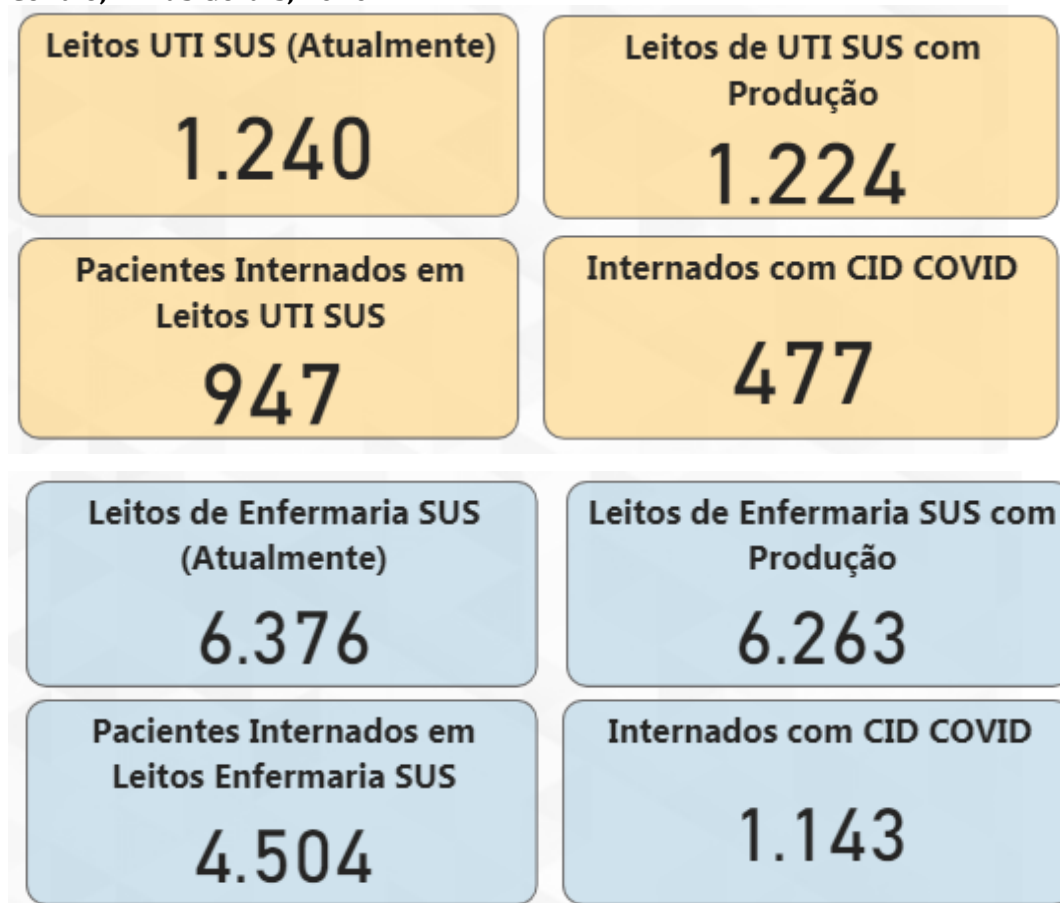 Leitos UTI SUS (Atualmente)
1.240
Leitos de UTI SUS com
Produção
1.224
Pacientes Internados em
Leitos UTI SUS
947
Internados com CID COVID
477
Leitos de Enfermaria SUS
(Atualmente)
6.376
Leitos de Enfermaria SUS com
Produção
6.263
Pacientes Internados em
Leitos Enfermaria SUS
4.504
Internados com CID COVID
1.143